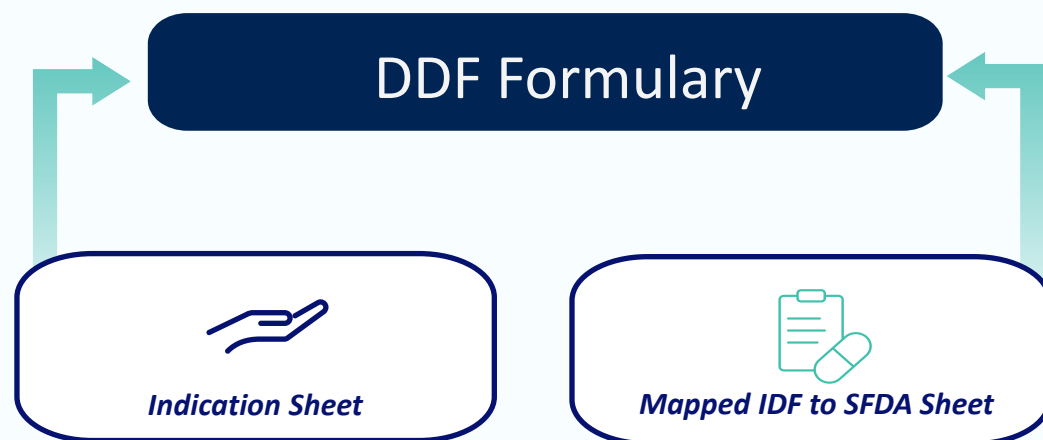 DDF Formulary
Indication Sheet
Mapped IDF to SFDA Sheet